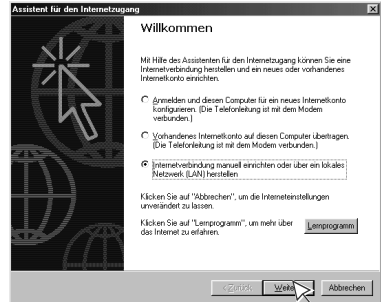 Assistent für den Internetzugang
Willkommen
Mit Hilfe des Assistenten für den Internetzugang können Sie eine
Internetverbindung herstellen und ein neues oder vorhandenes
Internetkonto einrichten.
Anmelden und diesen Computer für ein neues Internetkonto
konfigurieren. (Die Telefonleitung ist mit dem Modem
verbunden.)
Vorhandenes Internetkonto auf diesen Computer übertragen.
(Die Telefonleitung ist mit dem Modem verbunden.)
Internetverbindung manuell einrichten oder über ein lokales
Netzwerk (LAN) herstellen
Klicken Sie auf "Abbrechen", um die Interneteinstellungen
unverändert zu lassen.
Klicken Sie auf "Lernprogramm", um mehr über
das Internet zu erfahren.
Lernprogramm
< Zurück
Weiter
Abbrechen